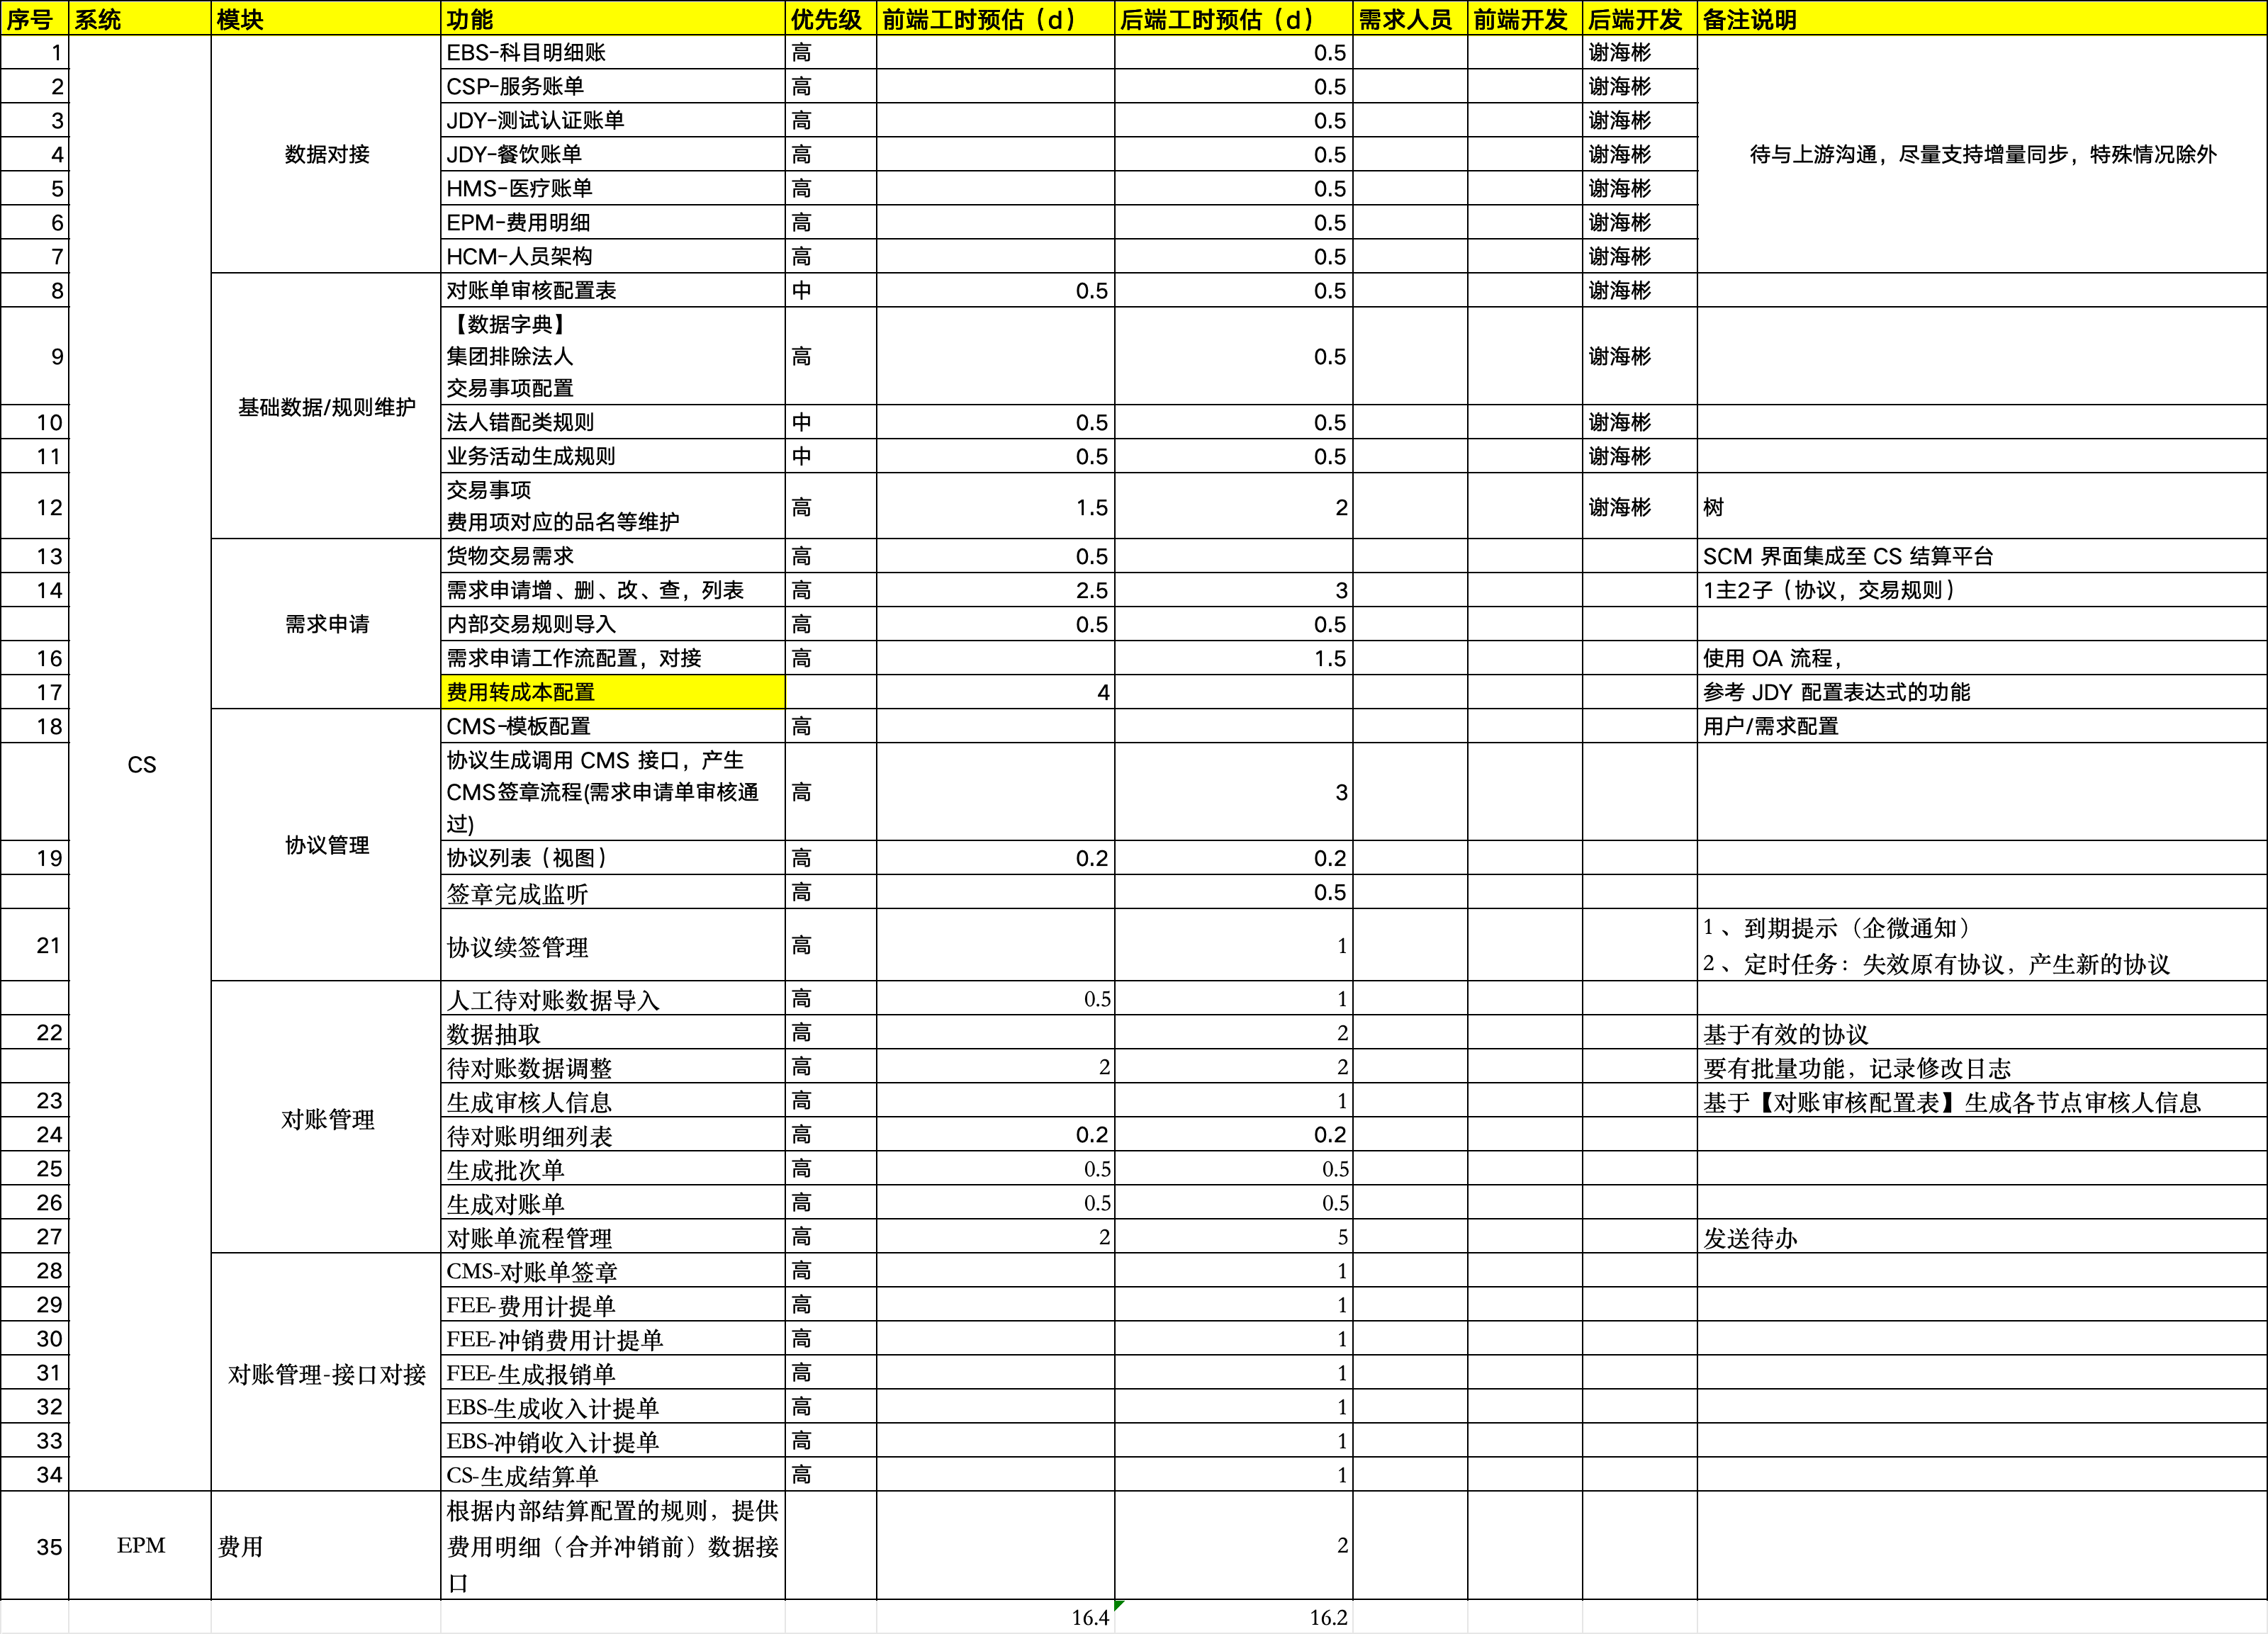 序号 系统 模块 功能 优先级 前端工时预估（d） 后端工时预估（d） 需求人员 前端开发 后端开发 备注说明
1 CS 数据对接 EBS-科目明细账 高 0.5 谢海彬 待与上游沟通，尽量支持增量同步，特殊情况除外
2 CSP-服务账单 高 0.5 谢海彬
3 JDY-测试认证账单 高 0.5 谢海彬
4 JDY-餐饮账单 高 0.5 谢海彬
5 HMS-医疗账单 高 0.5 谢海彬
6 EPM-费用明细 高 0.5 谢海彬
7 HCM-人员架构 高 0.5 谢海彬
8 基础数据/规则维护 对账单审核配置表 中 0.5 0.5 谢海彬
【数据字典】
9 集团排除法人 高 0.5 谢海彬
交易事项配置
10 法人错配类规则 中 0.5 0.5 谢海彬
11 业务活动生成规则 中 0.5 0.5 谢海彬
交易事项
12 费用项对应的品名等维护 高 1.5 2 谢海彬 树
13 需求申请 货物交易需求 高 0.5 SCM 界面集成至 CS 结算平台
14 需求申请增、删、改、查，列表 高 2.5 3 1主2子（协议，交易规则）
内部交易规则导入 高 0.5 0.5
16 需求申请工作流配置，对接 高 1.5 使用 OA 流程，
17 费用转成本配置 4 参考 JDY 配置表达式的功能
18 协议管理 CMS-模板配置 高 用户/需求配置
协议生成调用 CMS 接口，产生
CMS签章流程(需求申请单审核通 高 3
过)
19 协议列表（视图） 高 0.2 0.2
签章完成监听 高 0.5
21 协议续签管理 高 1 1、到期提示（企微通知）
2、定时任务：失效原有协议，产生新的协议
对账管理 人工待对账数据导入 高 0.5 1
22 数据抽取 高 2 基于有效的协议
待对账数据调整 高 2 2 要有批量功能，记录修改日志
23 生成审核人信息 高 1 基于【对账审核配置表】生成各节点审核人信息
24 待对账明细列表 高 0.2 0.2
25 生成批次单 高 0.5 0.5
26 生成对账单 高 0.5 0.5
27 对账单流程管理 高 2 5 发送待办
28 对账管理-接口对接 CMS-对账单签章 高 1
29 FEE-费用计提单 高 1
30 FEE-冲销费用计提单 高 1
31 FEE-生成报销单 高 1
32 EBS-生成收入计提单 高 1
33 EBS-冲销收入计提单 高 1
34 CS-生成结算单 高 1
根据内部结算配置的规则，提供
35 EPM 费用 费用明细（合并冲销前）数据接 2
口
16.4 16.2